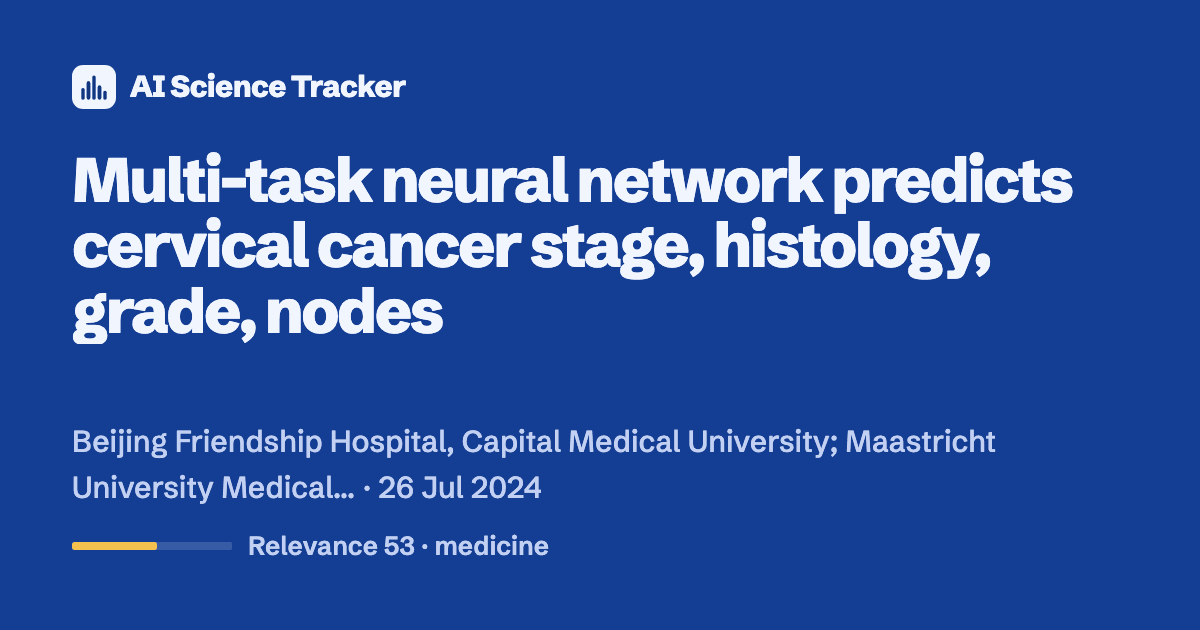 AI Science Tracker
Multi-task neural network predicts
cervical cancer stage, histology,
grade, nodes
Beijing Friendship Hospital, Capital Medical University; Maastricht
University Medical... · 26 Jul 2024
Relevance 53 · medicine